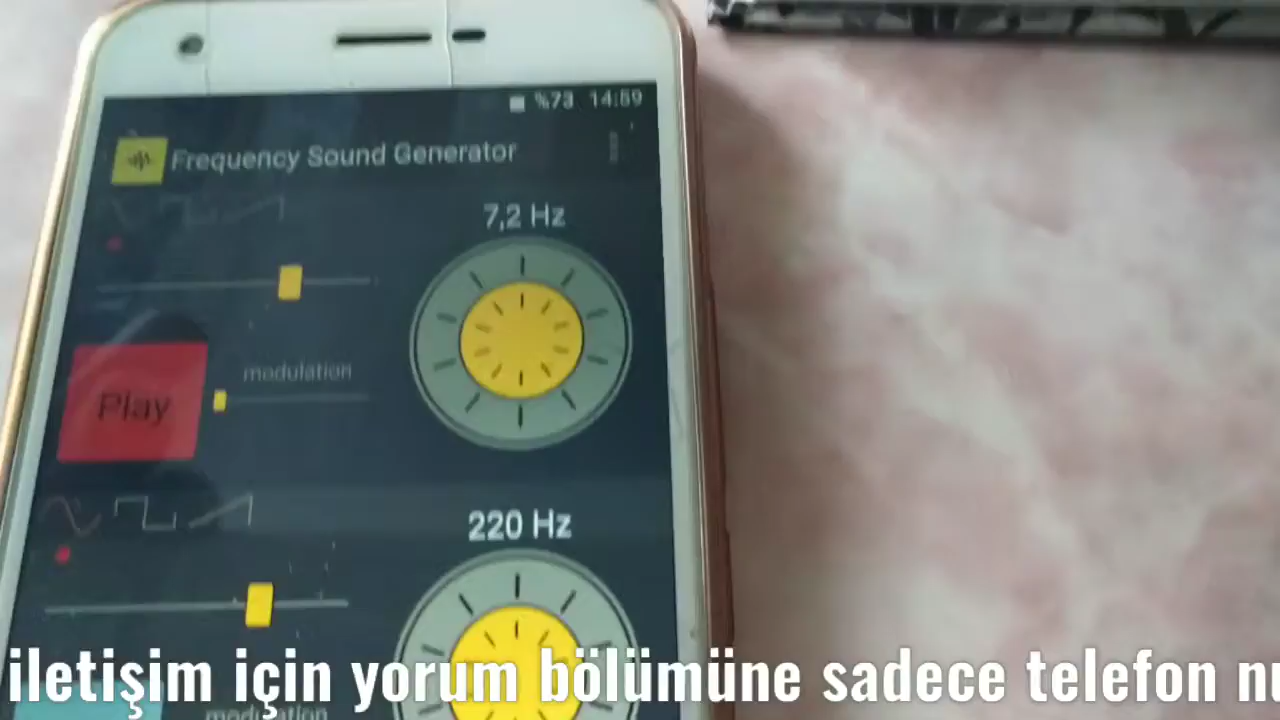 %73 14:59
Frequency Sound Generator
7,2 Hz
modulation
Play
220 Hz
iletişim için yorum bölümüne sadece telefon
modulation